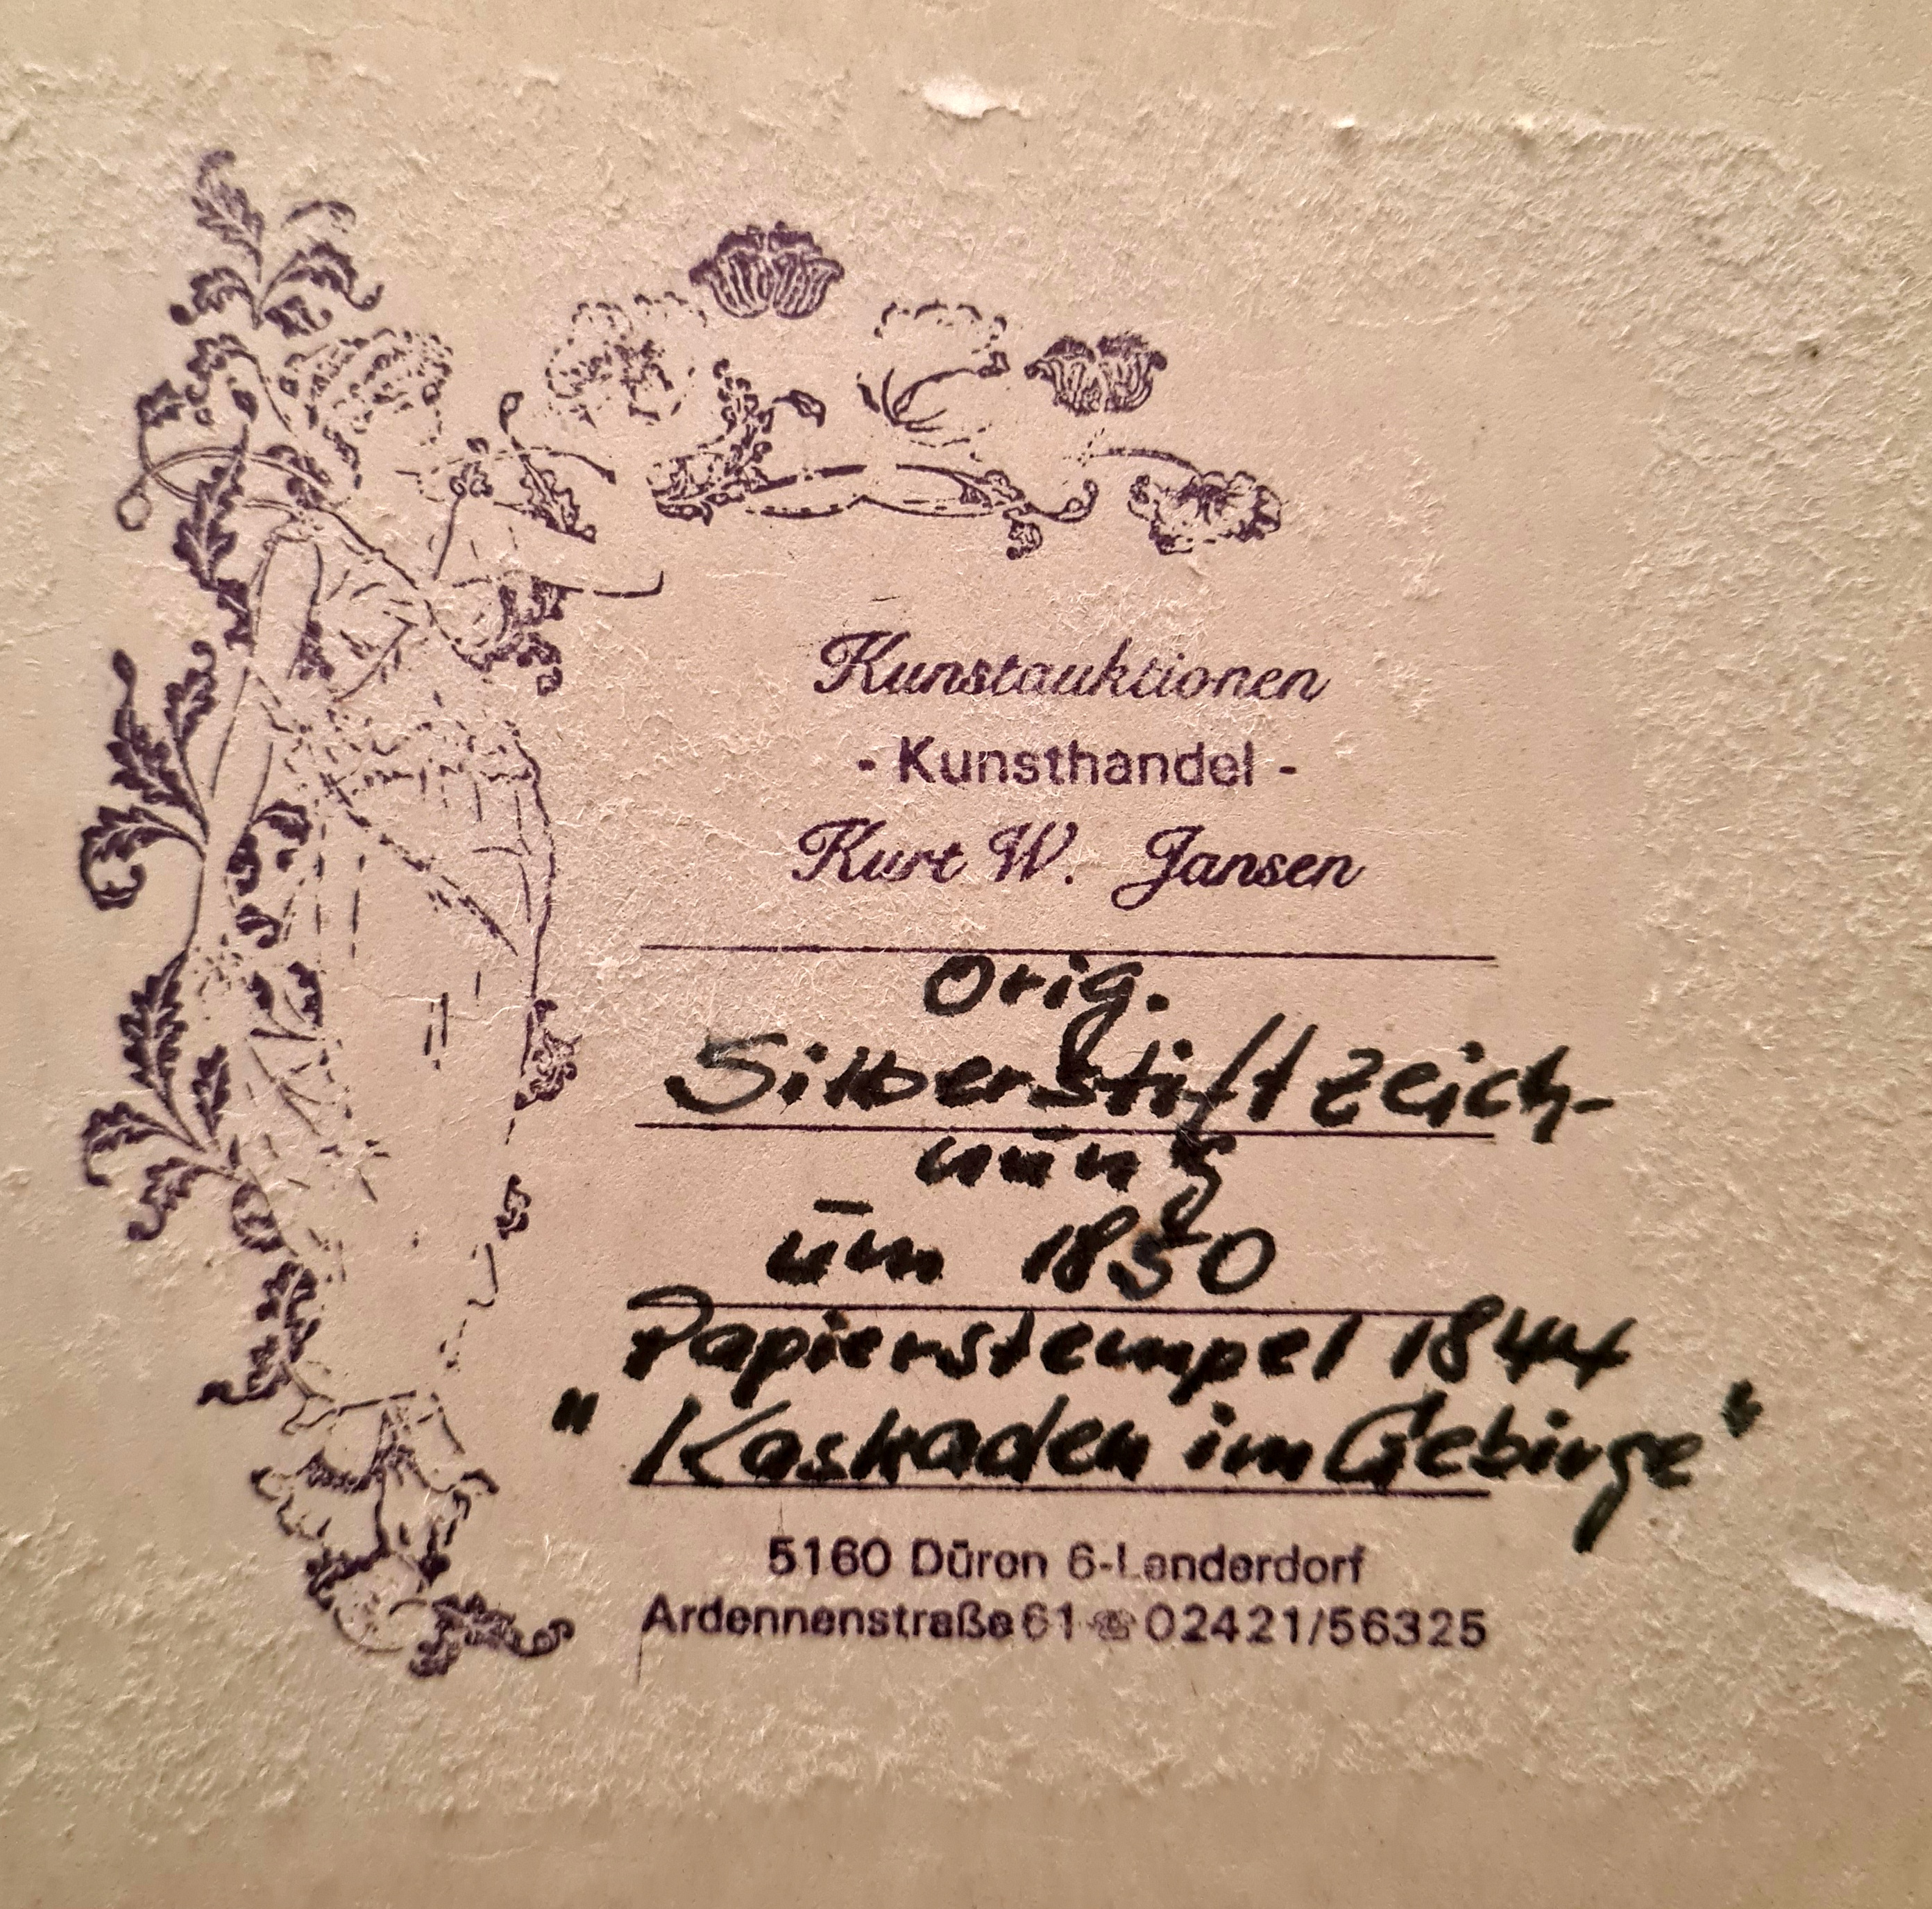 Kunstauktionen
- Kunsthandel -
Kurt W. Jansen
Orig.
Silberstiftzeich-
nung
um 1850
Papierstempel 1844
"Kaskaden im Gebirge"
5160 Düren 6-Lenderdorf
Ardennenstraße 61 ☏ 02421/56325